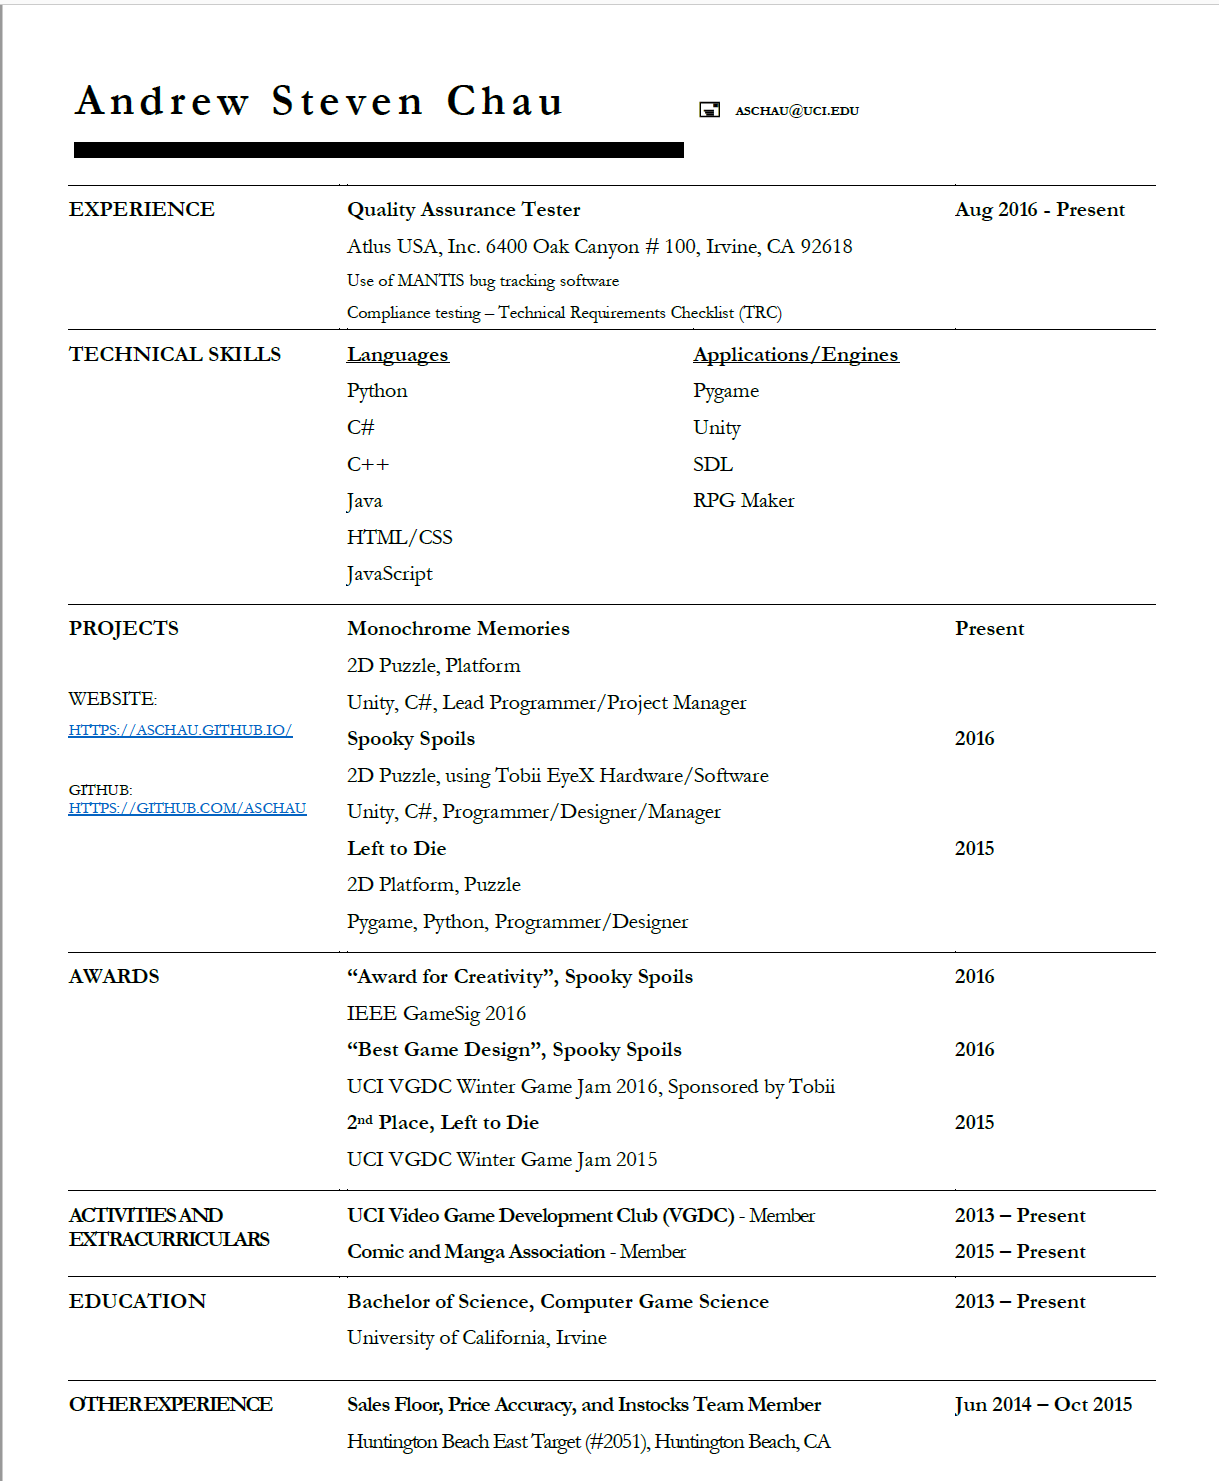 Andrew Steven Chau
ASCHAU@UCI.EDU
EXPERIENCE
Quality Assurance Tester
Aug 2016 - Present
Atlus USA, Inc. 6400 Oak Canyon # 100, Irvine, CA 92618
Use of MANTIS bug tracking software
Compliance testing – Technical Requirements Checklist (TRC)
TECHNICAL SKILLS
Languages
Python
C#
C++
Java
HTML/CSS
JavaScript
Applications/Engines
Pygame
Unity
SDL
RPG Maker
PROJECTS
WEBSITE:
HTTPS://ASCHAU.GITHUB.IO/
GITHUB:
HTTPS://GITHUB.COM/ASCHAU
Monochrome Memories
Present
2D Puzzle, Platform
Unity, C#, Lead Programmer/Project Manager
Spooky Spoils
2016
2D Puzzle, using Tobii EyeX Hardware/Software
Unity, C#, Programmer/Designer/Manager
Left to Die
2015
2D Platform, Puzzle
Pygame, Python, Programmer/Designer
AWARDS
“Award for Creativity”, Spooky Spoils
2016
IEEE GameSig 2016
“Best Game Design”, Spooky Spoils
2016
UCI VGDC Winter Game Jam 2016, Sponsored by Tobii
2nd Place, Left to Die
2015
UCI VGDC Winter Game Jam 2015
ACTIVITIES AND
EXTRACURRICULARS
UCI Video Game Development Club (VGDC) - Member
2013 – Present
Comic and Manga Association - Member
2015 – Present
EDUCATION
Bachelor of Science, Computer Game Science
2013 – Present
University of California, Irvine
OTHER EXPERIENCE
Sales Floor, Price Accuracy, and Instocks Team Member
Jun 2014 – Oct 2015
Huntington Beach East Target (#2051), Huntington Beach, CA